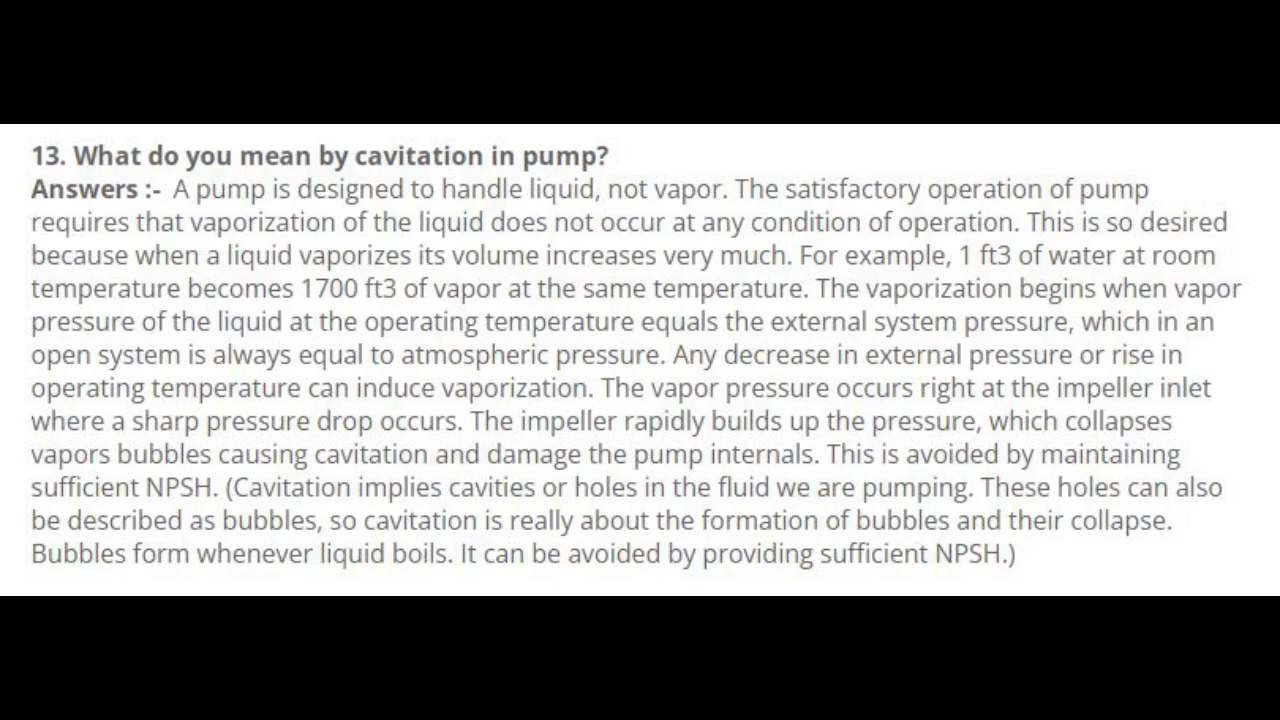 13. What do you mean by cavitation in pump?
Answers :- A pump is designed to handle liquid, not vapor. The satisfactory operation of pump
requires that vaporization of the liquid does not occur at any condition of operation. This is so desired
because when a liquid vaporizes its volume increases very much. For example, 1 ft3 of water at room
temperature becomes 1700 ft3 of vapor at the same temperature. The vaporization begins when vapor
pressure of the liquid at the operating temperature equals the external system pressure, which in an
open system is always equal to atmospheric pressure. Any decrease in external pressure or rise in
operating temperature can induce vaporization. The vapor pressure occurs right at the impeller inlet
where a sharp pressure drop occurs. The impeller rapidly builds up the pressure, which collapses
vapors bubbles causing cavitation and damage the pump internals. This is avoided by maintaining
sufficient NPSH. (Cavitation implies cavities or holes in the fluid we are pumping. These holes can also
be described as bubbles, so cavitation is really about the formation of bubbles and their collapse.
Bubbles form whenever liquid boils. It can be avoided by providing sufficient NPSH.)